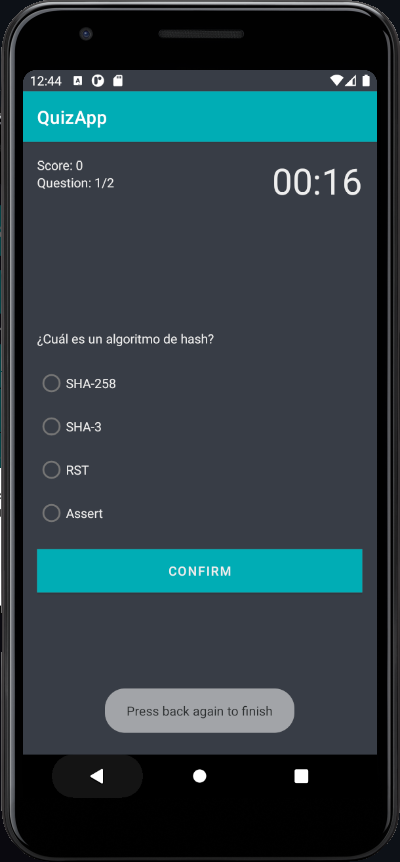 12:44
QuizApp
Score: 0
Question: 1/2
00:16
¿Cuál es un algoritmo de hash?
SHA-258
SHA-3
RST
Assert
CONFIRM
Press back again to finish